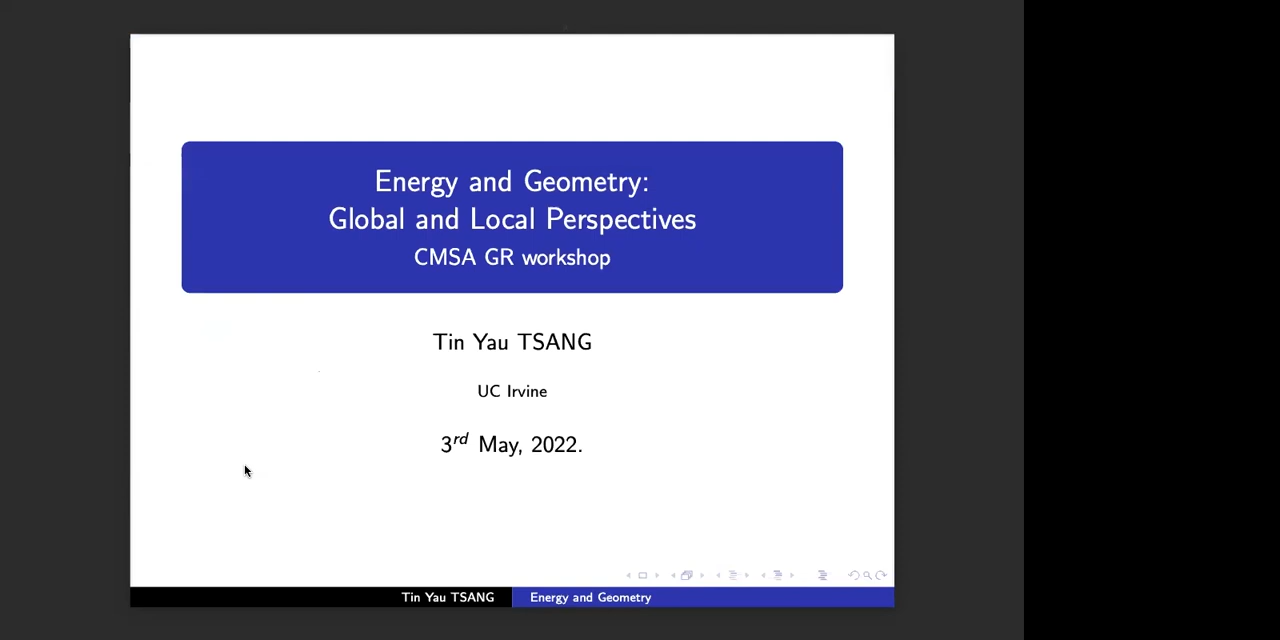 Energy and Geometry:
Global and Local Perspectives
CMSA GR workshop
Tin Yau TSANG
UC Irvine
3rd May, 2022.
Tin Yau TSANG
Energy and Geometry